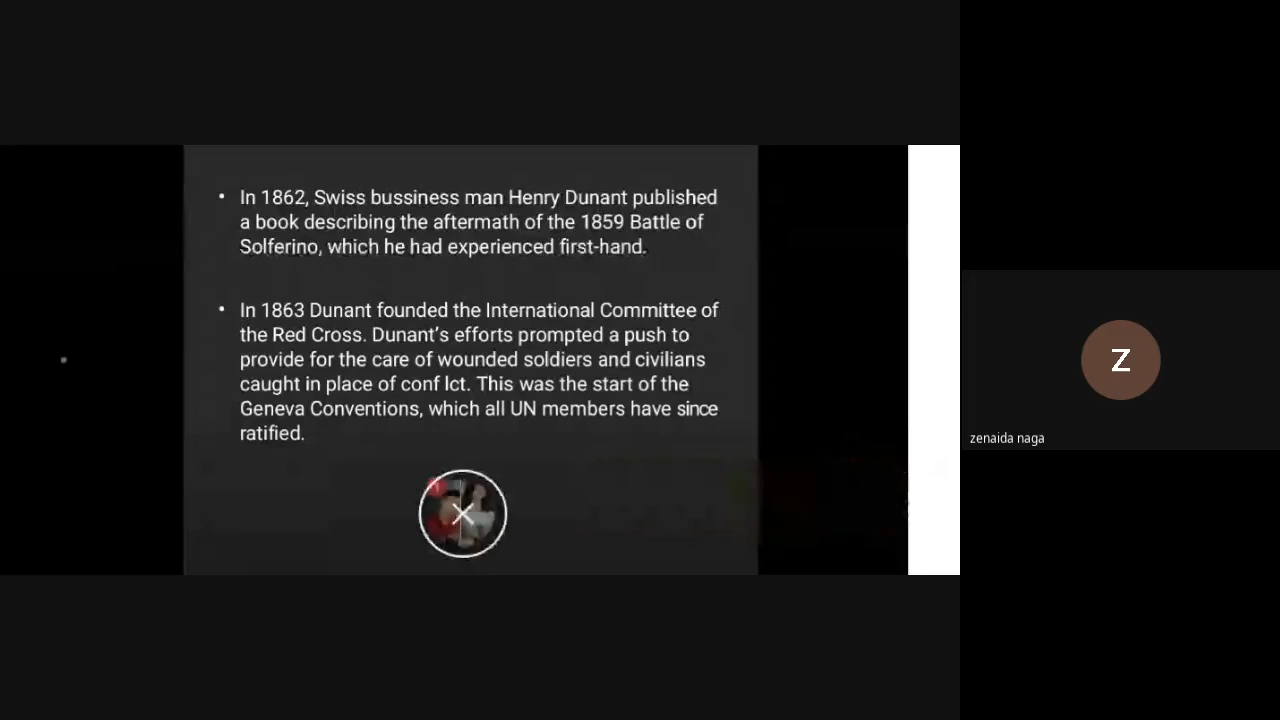 • In 1862, Swiss bussiness man Henry Dunant published
a book describing the aftermath of the 1859 Battle of
Solferino, which he had experienced first-hand.
• In 1863 Dunant founded the International Committee of
the Red Cross. Dunant's efforts prompted a push to
provide for the care of wounded soldiers and civilians
caught in place of conf lct. This was the start of the
Geneva Conventions, which all UN members have since
ratified.
Z
zenaida naga